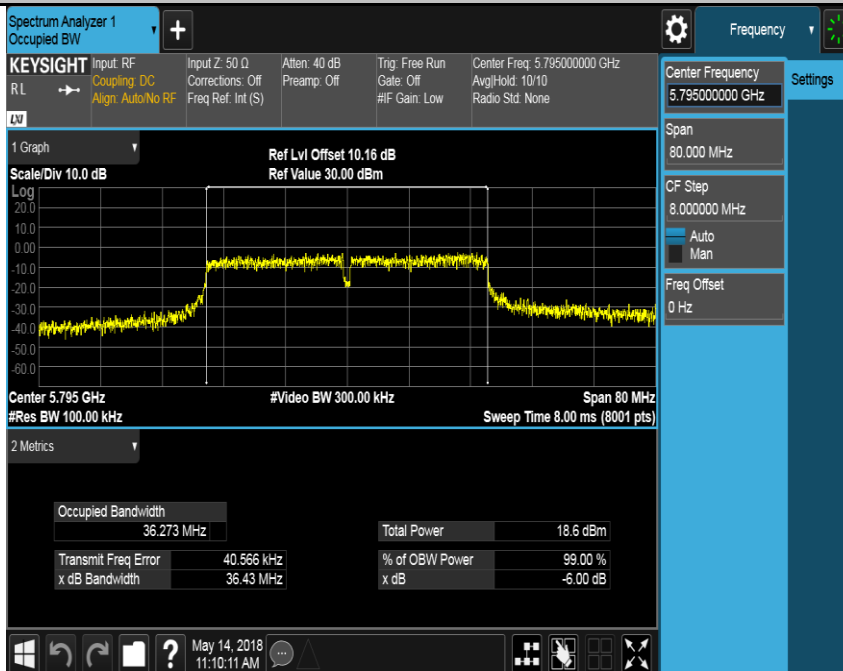 Spectrum Analyzer 1
Occupied BW
+
Frequency
KEYSIGHT
RL
LXI
Input: RF
Coupling: DC
Align: Auto/No RF
Input Z: 50 Ω
Corrections: Off
Freq Ref: Int (S)
Atten: 40 dB
Preamp: Off
Trig: Free Run
Gate: Off
#IF Gain: Low
Center Freq: 5.795000000 GHz
Avg|Hold: 10/10
Radio Std: None
Center Frequency
5.795000000 GHz
Settings
Span
80.000 MHz
CF Step
8.000000 MHz
Auto
Man
Freq Offset
0 Hz
1 Graph
Scale/Div 10.0 dB
Ref Lvl Offset 10.16 dB
Ref Value 30.00 dBm
Log
20.0
10.0
0.00
-10.0
-20.0
-30.0
-40.0
-50.0
-60.0
Center 5.795 GHz
#Res BW 100.00 kHz
#Video BW 300.00 kHz
Span 80 MHz
Sweep Time 8.00 ms (8001 pts)
2 Metrics
Occupied Bandwidth
36.273 MHz
Total Power 18.6 dBm
Transmit Freq Error 40.566 kHz
% of OBW Power 99.00 %
x dB Bandwidth 36.43 MHz
x dB -6.00 dB
?
May 14, 2018
11:10:11 AM